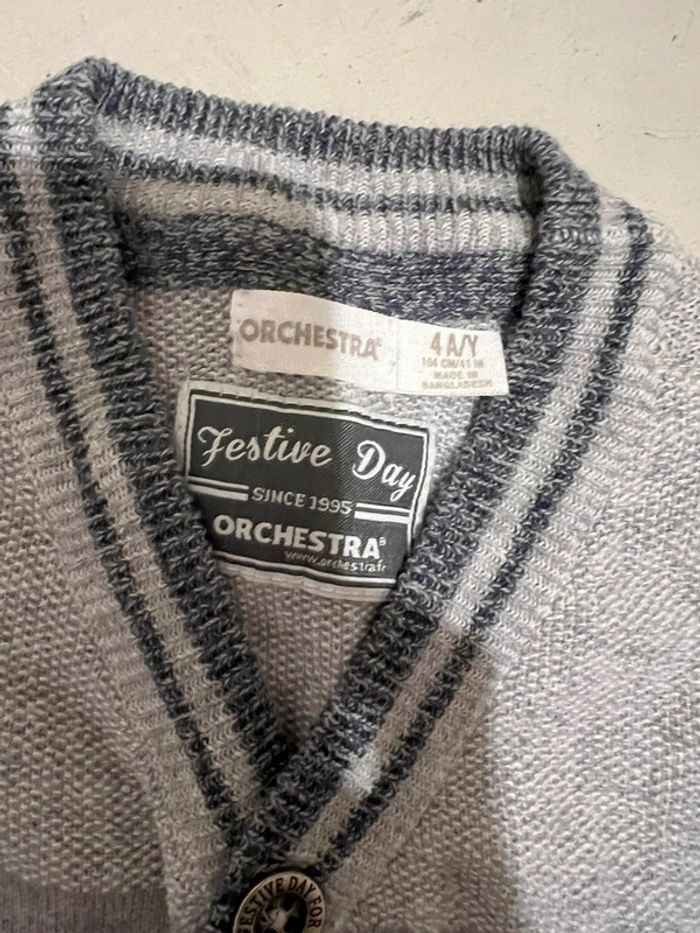 ORCHESTRA®
4 A/Y
104 CM/41 IN
MADE IN
BANGLADESH
Festive Day
SINCE 1995
ORCHESTRA®
www.orchestra.fr
FESTIVE DAY FOR